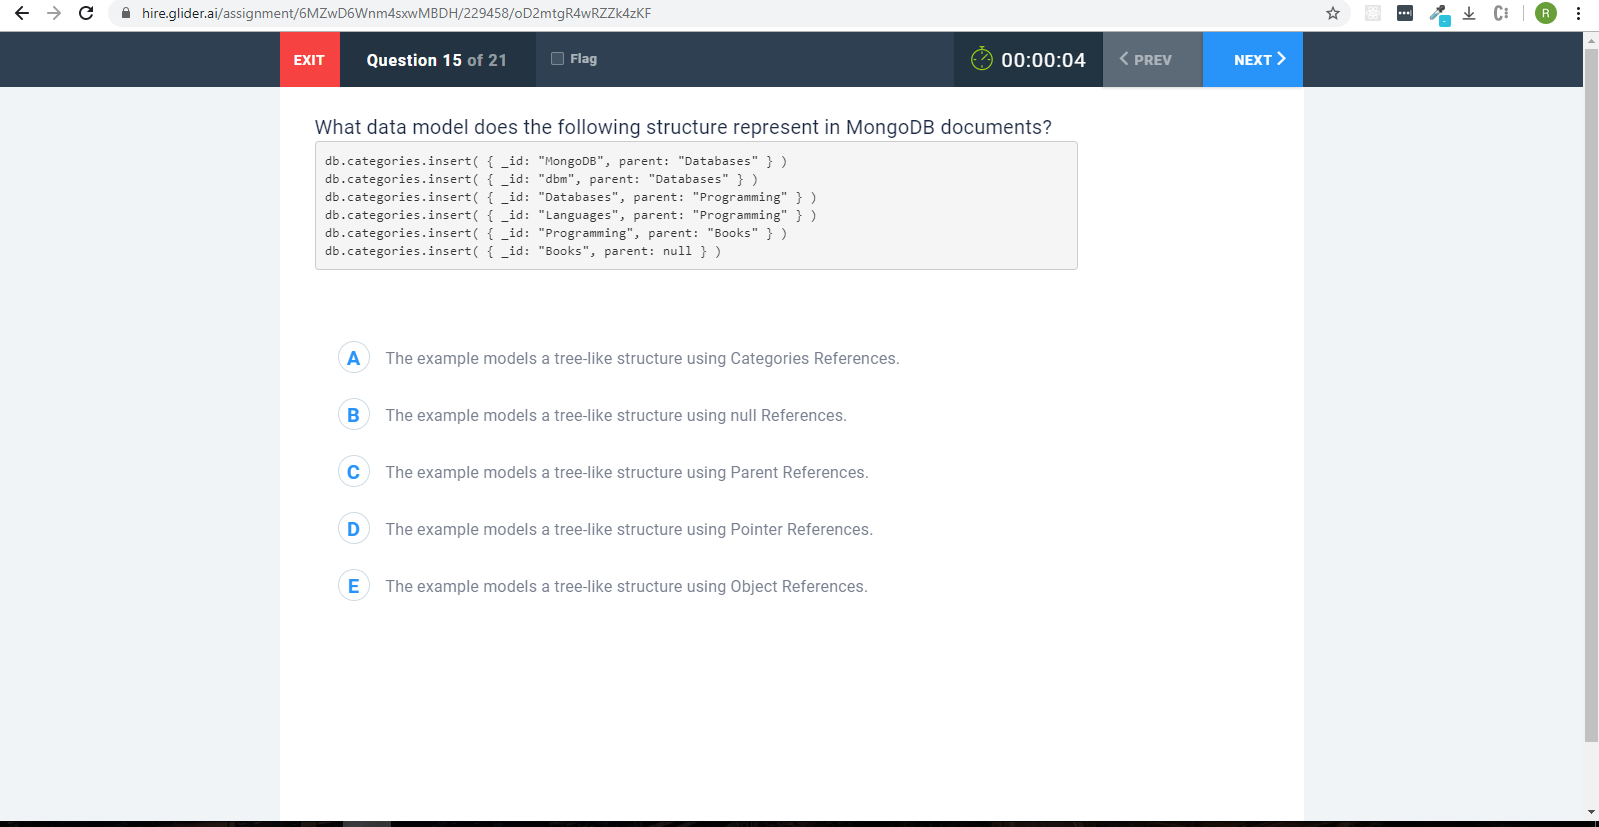 hire.glider.ai/assignment/6MZwD6Wnm4sxwMBDH/229458/oD2mtgR4wRZZk4zKF
R
EXIT
Question 15 of 21
Flag
00:00:04
PREV
NEXT
What data model does the following structure represent in MongoDB documents?
db.categories.insert( { _id: "MongoDB", parent: "Databases" } )
db.categories.insert( { _id: "dbm", parent: "Databases" } )
db.categories.insert( { _id: "Databases", parent: "Programming" } )
db.categories.insert( { _id: "Languages", parent: "Programming" } )
db.categories.insert( { _id: "Programming", parent: "Books" } )
db.categories.insert( { _id: "Books", parent: null } )
A The example models a tree-like structure using Categories References.
B The example models a tree-like structure using null References.
C The example models a tree-like structure using Parent References.
D The example models a tree-like structure using Pointer References.
E The example models a tree-like structure using Object References.